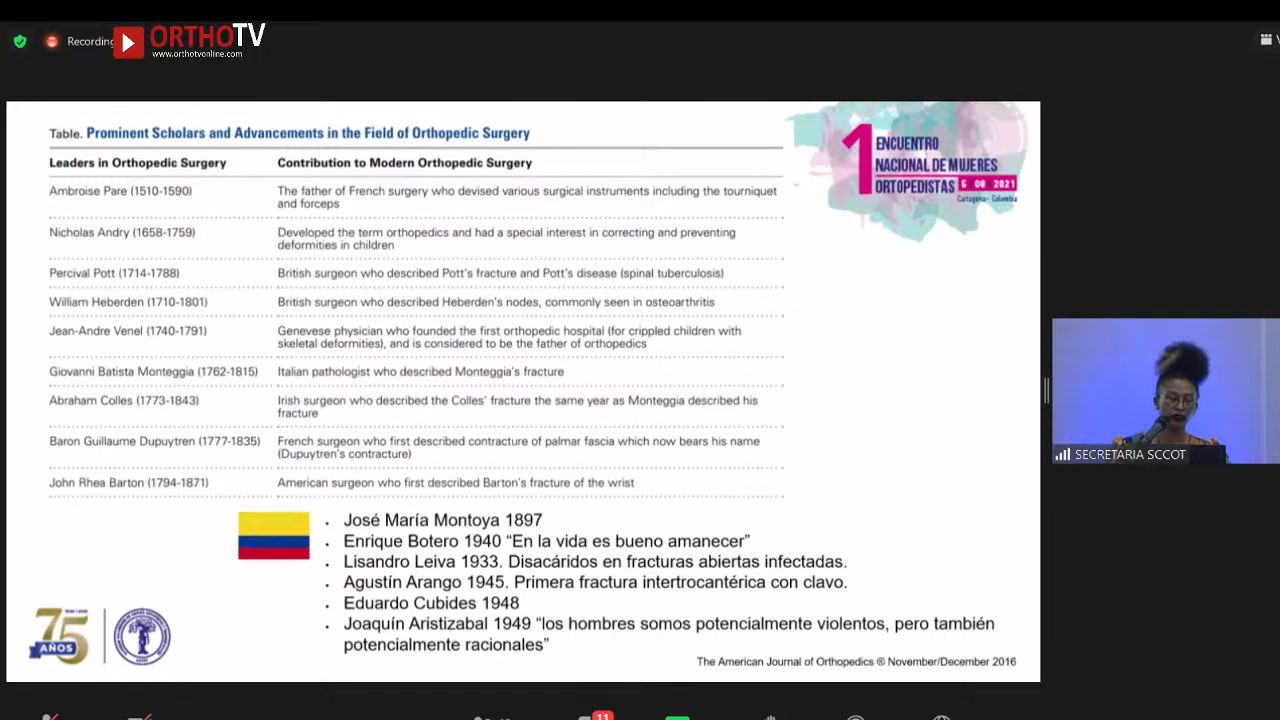 Recording
ORTHOTV
www.orthotvonline.com
Table. Prominent Scholars and Advancements in the Field of Orthopedic Surgery
Leaders in Orthopedic Surgery
Contribution to Modern Orthopedic Surgery
Ambroise Pare (1510-1590)
The father of French surgery who devised various surgical instruments including the tourniquet
and forceps
Nicholas Andry (1658-1759)
Developed the term orthopedics and had a special interest in correcting and preventing
deformities in children
Percival Pott (1714-1788)
British surgeon who described Pott's fracture and Pott's disease (spinal tuberculosis)
William Heberden (1710-1801)
British surgeon who described Heberden's nodes, commonly seen in osteoarthritis
Jean-Andre Venel (1740-1791)
Genevese physician who founded the first orthopedic hospital (for crippled children with
skeletal deformities), and is considered to be the father of orthopedics
Giovanni Batista Monteggia (1762-1815)
Italian pathologist who described Monteggia's fracture
Abraham Colles (1773-1843)
Irish surgeon who described the Colles' fracture the same year as Monteggia described his
fracture
Baron Guillaume Dupuytren (1777-1835)
French surgeon who first described contracture of palmar fascia which now bears his name
(Dupuytren's contracture)
John Rhea Barton (1794-1871)
American surgeon who first described Barton's fracture of the wrist
1 ENCUENTRO
NACIONAL DE MUJERES
ORTOPEDISTAS 5 08 2021
Cartagena - Colombia
• José María Montoya 1897
• Enrique Botero 1940 “En la vida es bueno amanecer”
• Lisandro Leiva 1933. Disacáridos en fracturas abiertas infectadas.
• Agustín Arango 1945. Primera fractura intertrocantérica con clavo.
• Eduardo Cubides 1948
• Joaquín Aristizabal 1949 “los hombres somos potencialmente violentos, pero también
potencialmente racionales”
75
AÑOS
The American Journal of Orthopedics ® November/December 2016
SECRETARIA SCCOT
11